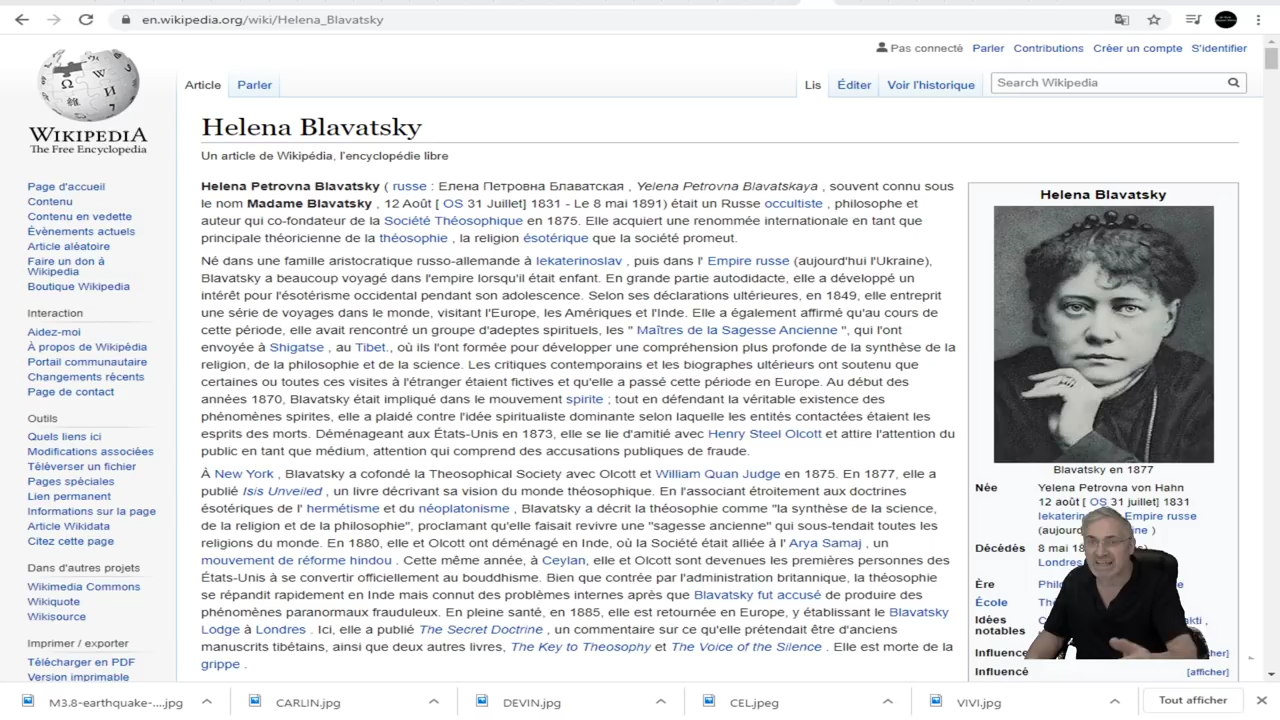 en.wikipedia.org/wiki/Helena_Blavatsky
Pas connecté Parler Contributions Créer un compte S'identifier
Article Parler Lis Éditer Voir l'historique Search Wikipedia
WIKIPEDIA
The Free Encyclopedia
Page d'accueil
Contenu
Contenu en vedette
Évènements actuels
Article aléatoire
Faire un don á
Wikipedia
Boutique Wikipedia
Interaction
Aidez-moi
À propos de Wikipédia
Portail communautaire
Changements récents
Page de contact
Outils
Quels liens ici
Modifications associées
Télèverser un fichier
Pages spéciales
Lien permanent
Informations sur la page
Article Wikidata
Citez cette page
Dans d'autres projets
Wikimedia Commons
Wikiquote
Wikisource
Imprimer / exporter
Télécharger en PDF
Version imprimable
Helena Blavatsky
Un article de Wikipédia, l'encyclopédie libre
Helena Petrovna Blavatsky ( russe : Елена Петровна Блаватская , Yelena Petrovna Blavatskaya , souvent connu sous
le nom Madame Blavatsky , 12 Août [ OS 31 Juillet] 1831 - Le 8 mai 1891) était un Russe occultiste , philosophe et
auteur qui co-fondateur de la Société Théosophique en 1875. Elle acquiert une renommée internationale en tant que
principale théoricienne de la théosophie , la religion ésotérique que la société promeut.
Né dans une famille aristocratique russo-allemande à Iekaterinoslav , puis dans l' Empire russe (aujourd'hui l'Ukraine),
Blavatsky a beaucoup voyagé dans l'empire lorsqu'il était enfant. En grande partie autodidacte, elle a développé un
intérêt pour l'ésotérisme occidental pendant son adolescence. Selon ses déclarations ultérieures, en 1849, elle entreprit
une série de voyages dans le monde, visitant l'Europe, les Amériques et l'Inde. Elle a également affirmé qu'au cours de
cette période, elle avait rencontré un groupe d'adeptes spirituels, les " Maîtres de la Sagesse Ancienne ", qui l'ont
envoyée à Shigatse , au Tibet., où ils l'ont formée pour développer une compréhension plus profonde de la synthèse de la
religion, de la philosophie et de la science. Les critiques contemporains et les biographes ultérieurs ont soutenu que
certaines ou toutes ces visites à l'étranger étaient fictives et qu'elle a passé cette période en Europe. Au début des
années 1870, Blavatsky était impliqué dans le mouvement spirite ; tout en défendant la véritable existence des
phénomènes spirites, elle a plaidé contre l'idée spiritualiste dominante selon laquelle les entités contactées étaient les
esprits des morts. Déménageant aux États-Unis en 1873, elle se lie d'amitié avec Henry Steel Olcott et attire l'attention du
public en tant que médium, attention qui comprend des accusations publiques de fraude.
À New York , Blavatsky a cofondé la Theosophical Society avec Olcott et William Quan Judge en 1875. En 1877, elle a
publié Isis Unveiled , un livre décrivant sa vision du monde théosophique. En l'associant étroitement aux doctrines
ésotériques de l' hermétisme et du néoplatonisme , Blavatsky a décrit la théosophie comme "la synthèse de la science,
de la religion et de la philosophie", proclamant qu'elle faisait revivre une "sagesse ancienne" qui sous-tendait toutes les
religions du monde. En 1880, elle et Olcott ont déménagé en Inde, où la Société était alliée à l' Arya Samaj , un
mouvement de réforme hindou . Cette même année, à Ceylan, elle et Olcott sont devenues les premières personnes des
États-Unis à se convertir officiellement au bouddhisme. Bien que contrée par l'administration britannique, la théosophie
se répandit rapidement en Inde mais connut des problèmes internes après que Blavatsky fut accusé de produire des
phénomènes paranormaux frauduleux. En pleine santé, en 1885, elle est retournée en Europe, y établissant le Blavatsky
Lodge à Londres . Ici, elle a publié The Secret Doctrine , un commentaire sur ce qu'elle prétendait être d'anciens
manuscrits tibétains, ainsi que deux autres livres, The Key to Theosophy et The Voice of the Silence . Elle est morte de la
grippe .
Helena Blavatsky
Blavatsky en 1877
Née Yelena Petrovna von Hahn
12 août [ OS 31 juillet] 1831
Empire russe
Décédés 8 mai
Ère
École
Idées
notables
Influence
Influencé [afficher]
M3.8-earthquake-....jpg CARLIN.jpg DEVIN.jpg CEL.jpeg VIVI.jpg Tout afficher